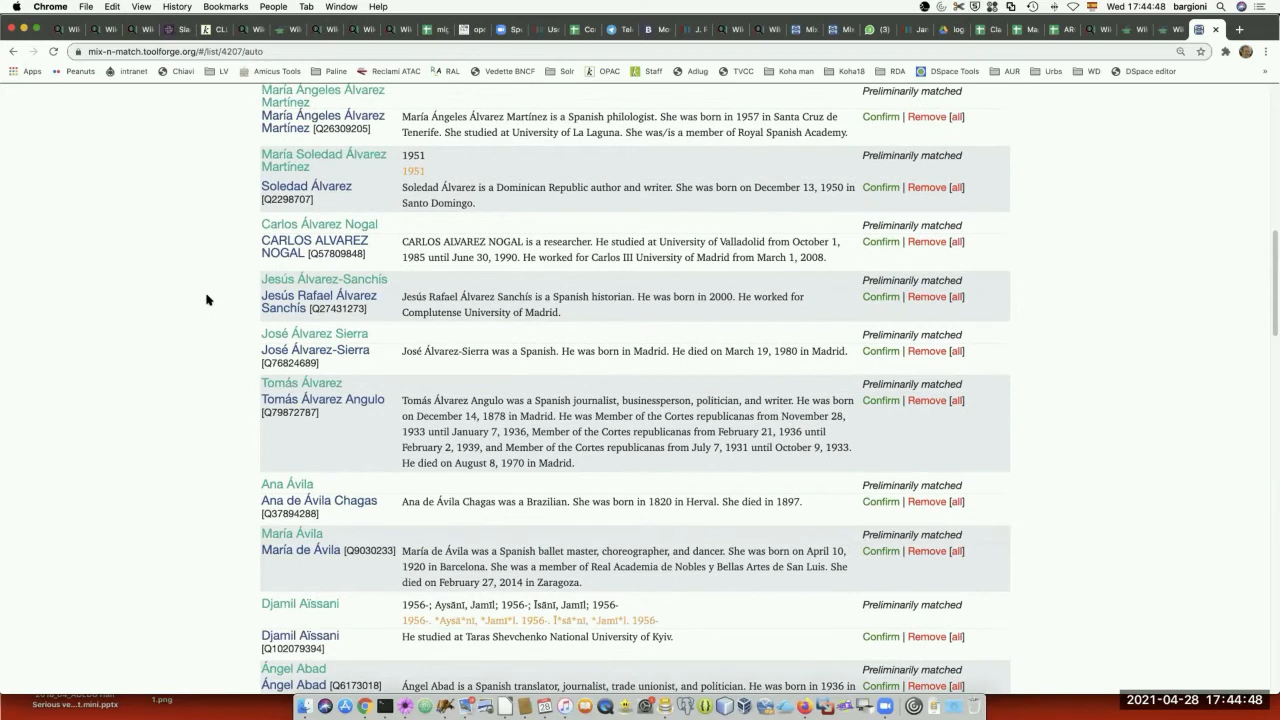 Chrome File Edit View History Bookmarks People Tab Window Help Wed 17:44:48 bargioni
mix-n-match.toolforge.org/#/list/4207/auto
Apps Peanuts intranet Chiavi LV Amicus Tools Paline Reclami ATAC RAL Vedette BNCF Solr OPAC Staff Adlug TVCC Koha man Koha18 RDA DSpace Tools AUR Urbs WD DSpace editor
María Ángeles Álvarez Preliminarily matched
Martínez
María Ángeles Álvarez María Ángeles Álvarez Martínez is a Spanish philologist. She was born in 1957 in Santa Cruz de Confirm | Remove [all]
Martínez [Q26309205] Tenerife. She studied at University of La Laguna. She was/is a member of Royal Spanish Academy.
María Soledad Álvarez 1951 Preliminarily matched
Martínez 1951
Soledad Álvarez Soledad Álvarez is a Dominican Republic author and writer. She was born on December 13, 1950 in Confirm | Remove [all]
[Q2298707] Santo Domingo.
Carlos Álvarez Nogal Preliminarily matched
CARLOS ALVAREZ CARLOS ALVAREZ NOGAL is a researcher. He studied at University of Valladolid from October 1, Confirm | Remove [all]
NOGAL [Q57809848] 1985 until June 30, 1990. He worked for Carlos III University of Madrid from March 1, 2008.
Jesús Álvarez-Sanchís Preliminarily matched
Jesús Rafael Álvarez Jesús Rafael Álvarez Sanchís is a Spanish historian. He was born in 2000. He worked for Confirm | Remove [all]
Sanchís [Q27431273] Complutense University of Madrid.
José Álvarez Sierra Preliminarily matched
José Álvarez-Sierra José Álvarez-Sierra was a Spanish. He was born in Madrid. He died on March 19, 1980 in Madrid. Confirm | Remove [all]
[Q76824689]
Tomás Álvarez Preliminarily matched
Tomás Álvarez Angulo Tomás Álvarez Angulo was a Spanish journalist, businessperson, politician, and writer. He was born Confirm | Remove [all]
[Q79872787] on December 14, 1878 in Madrid. He was Member of the Cortes republicanas from November 28,
1933 until January 7, 1936, Member of the Cortes republicanas from February 21, 1936 until
February 2, 1939, and Member of the Cortes republicanas from July 7, 1931 until October 9, 1933.
He died on August 8, 1970 in Madrid.
Ana Ávila Preliminarily matched
Ana de Ávila Chagas Ana de Ávila Chagas was a Brazilian. She was born in 1820 in Herval. She died in 1897. Confirm | Remove [all]
[Q37894288]
María Ávila Preliminarily matched
María de Ávila [Q9030233] María de Ávila was a Spanish ballet master, choreographer, and dancer. She was born on April 10, Confirm | Remove [all]
1920 in Barcelona. She was a member of Real Academia de Nobles y Bellas Artes de San Luis. She
died on February 27, 2014 in Zaragoza.
Djamil Aïssani 1956-; Aysānī, Jamīl; 1956-; Īsānī, Jamīl; 1956- Preliminarily matched
1956-. *Aysā*nī, *Jamī*l. 1956-. Ī*sā*nī, *Jamī*l. 1956-
Djamil Aïssani He studied at Taras Shevchenko National University of Kyiv. Confirm | Remove [all]
[Q102079394]
Ángel Abad Preliminarily matched
Ángel Abad [Q6173018] Ángel Abad is a Spanish translator, journalist, trade unionist, and politician. He was born in 1936 in Confirm | Remove [all]
1.png
Serious ve...t.mini.pptx
2021-04-28 17:44:48